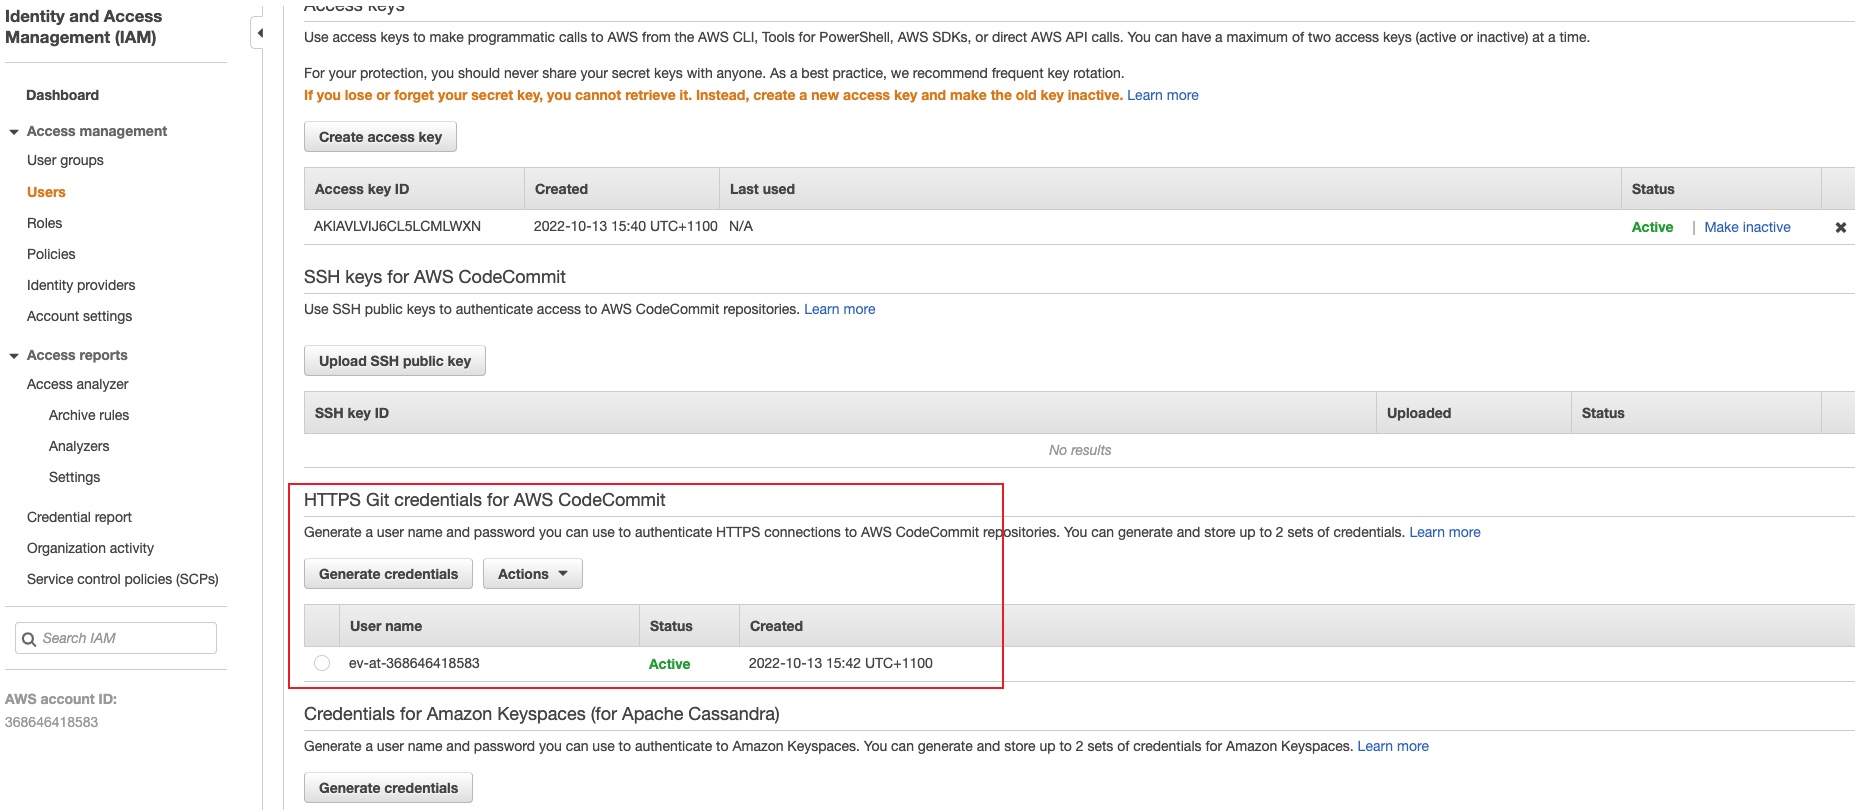 Identity and Access
Management (IAM)
Dashboard
Access management
User groups
Users
Roles
Policies
Identity providers
Account settings
Access reports
Access analyzer
Archive rules
Analyzers
Settings
Credential report
Organization activity
Service control policies (SCPs)
Search IAM
AWS account ID:
368646418583
Access keys
Use access keys to make programmatic calls to AWS from the AWS CLI, Tools for PowerShell, AWS SDKs, or direct AWS API calls. You can have a maximum of two access keys (active or inactive) at a time.
For your protection, you should never share your secret keys with anyone. As a best practice, we recommend frequent key rotation.
If you lose or forget your secret key, you cannot retrieve it. Instead, create a new access key and make the old key inactive. Learn more
Create access key
Access key ID Created Last used Status
AKIAVLVIJ6CL5LCMLWXN 2022-10-13 15:40 UTC+1100 N/A Active | Make inactive
SSH keys for AWS CodeCommit
Use SSH public keys to authenticate access to AWS CodeCommit repositories. Learn more
Upload SSH public key
SSH key ID Uploaded Status
No results
HTTPS Git credentials for AWS CodeCommit
Generate a user name and password you can use to authenticate HTTPS connections to AWS CodeCommit repositories. You can generate and store up to 2 sets of credentials. Learn more
Generate credentials Actions
User name Status Created
ev-at-368646418583 Active 2022-10-13 15:42 UTC+1100
Credentials for Amazon Keyspaces (for Apache Cassandra)
Generate a user name and password you can use to authenticate to Amazon Keyspaces. You can generate and store up to 2 sets of credentials for Amazon Keyspaces. Learn more
Generate credentials